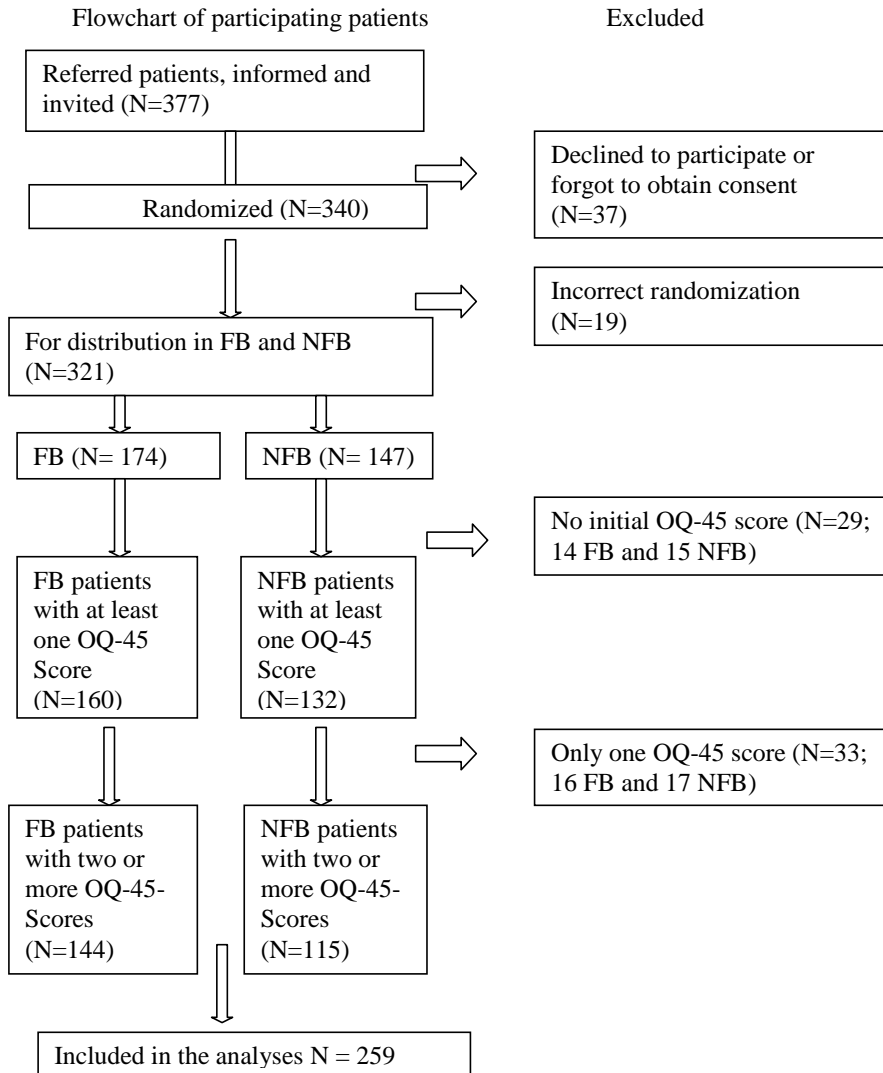 Flowchart of participating patients
Excluded
Referred patients, informed and
invited (N=377)
Declined to participate or
forgot to obtain consent
(N=37)
Randomized (N=340)
Incorrect randomization
(N=19)
For distribution in FB and NFB
(N=321)
FB (N= 174)
NFB (N= 147)
No initial OQ-45 score (N=29;
14 FB and 15 NFB)
FB patients
with at least
one OQ-45
Score
(N=160)
NFB patients
with at least
one OQ-45
Score
(N=132)
Only one OQ-45 score (N=33;
16 FB and 17 NFB)
FB patients
with two or
more OQ-45-
Scores
(N=144)
NFB patients
with two or
more OQ-45-
Scores
(N=115)
Included in the analyses N = 259